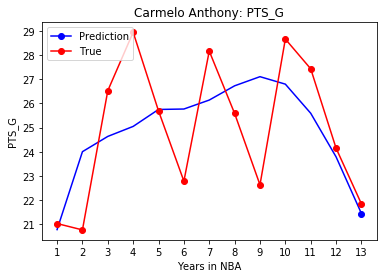 Carmelo Anthony: PTS_G
Prediction
True
29
28
27
26
25
24
23
22
21
PTS_G
1 2 3 4 5 6 7 8 9 10 11 12 13
Years in NBA